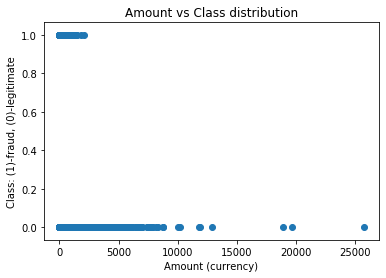 Amount vs Class distribution
Class: (1)-fraud, (0)-legitimate
1.0
0.8
0.6
0.4
0.2
0.0
0 5000 10000 15000 20000 25000
Amount (currency)